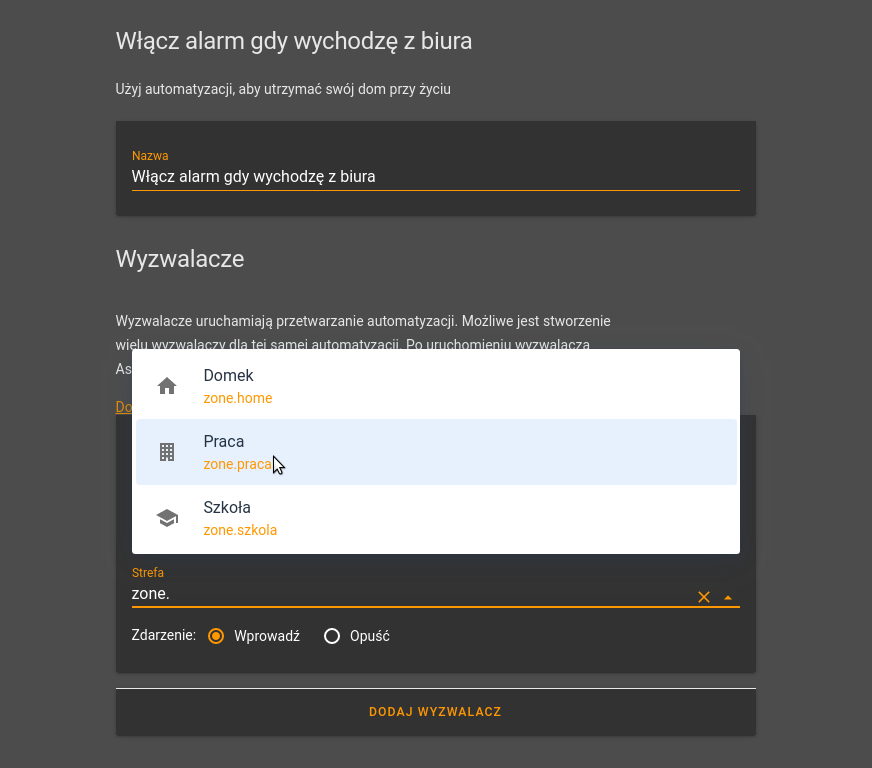 Włącz alarm gdy wychodzę z biura
Użyj automatyzacji, aby utrzymać swój dom przy życiu
Nazwa
Włącz alarm gdy wychodzę z biura
Wyzwalacze
Wyzwalacze uruchamiają przetwarzanie automatyzacji. Możliwe jest stworzenie
wielu wyzwalaczy dla tej samej automatyzacji. Po uruchomieniu wyzwalacza
As
Do
Domek
zone.home
Praca
zone.praca
Szkoła
zone.szkola
Strefa
zone.
Zdarzenie: Wprowadź Opuść
DODAJ WYZWALACZ